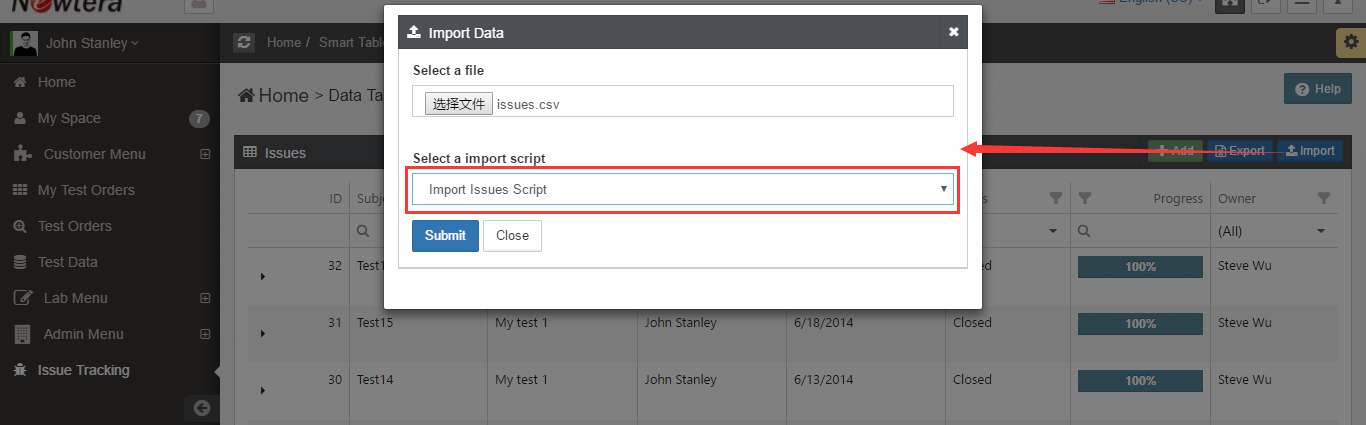 Newtera
English (US)
John Stanley
Home / Smart Tabl
Import Data
Select a file
选择文件 issues.csv
Select a import script
Import Issues Script
Submit Close
Home
My Space 7
Customer Menu
My Test Orders
Test Orders
Test Data
Lab Menu
Admin Menu
Issue Tracking
Home > Data Ta
Help
Issues
Add Export Import
ID Subj s Progress Owner
(All)
32 Test1 ed 100% Steve Wu
31 Test15 My test 1 John Stanley 6/18/2014 Closed 100% Steve Wu
30 Test14 My test 1 John Stanley 6/13/2014 Closed 100% Steve Wu